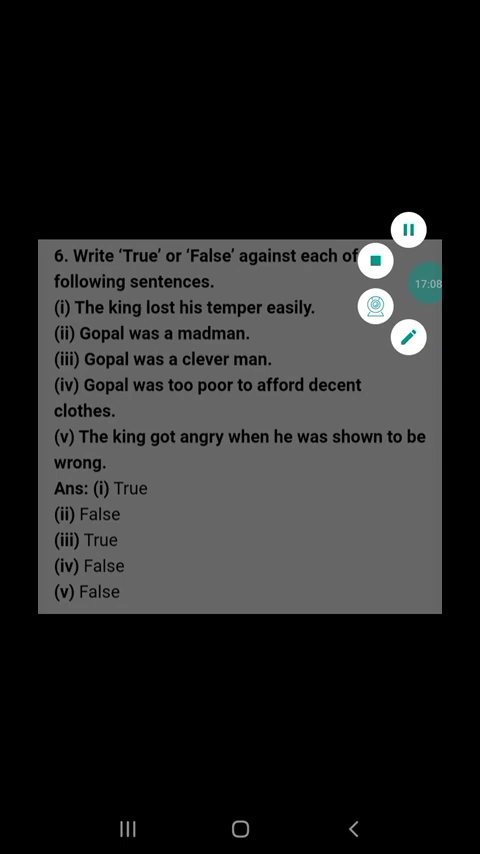 6. Write ‘True’ or ‘False’ against each of
following sentences.
(i) The king lost his temper easily.
(ii) Gopal was a madman.
(iii) Gopal was a clever man.
(iv) Gopal was too poor to afford decent
clothes.
(v) The king got angry when he was shown to be
wrong.
Ans: (i) True
(ii) False
(iii) True
(iv) False
(v) False
17:08